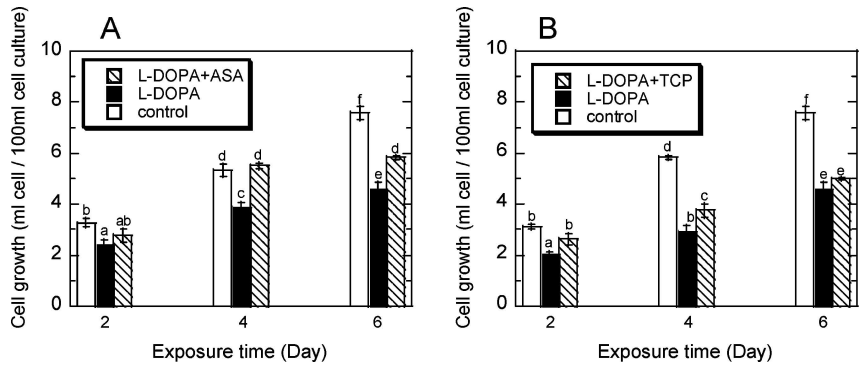 A
Cell growth (ml cell / 100ml cell culture)
10
8
6
4
2
0
L-DOPA+ASA
L-DOPA
control
b
a
ab
d
c
d
f
e
d
2
4
6
Exposure time (Day)
B
Cell growth (ml cell / 100ml cell culture)
10
8
6
4
2
0
L-DOPA+TCP
L-DOPA
control
b
a
b
d
b
c
f
e
e
2
4
6
Exposure time (Day)